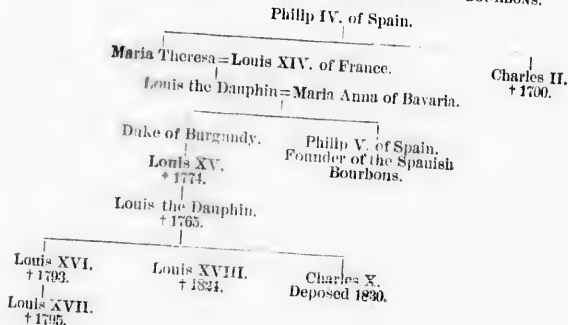 Philip IV. of Spain.
Maria Theresa=Louis XIV. of France.
Charles II.
† 1700.
Louis the Dauphin=Maria Anna of Bavaria.
Duke of Burgundy.
Philip V. of Spain.
Founder of the Spanish
Bourbons.
Louis XV.
† 1774.
Louis the Dauphin.
† 1765.
Louis XVI.
† 1793.
Louis XVIII.
† 1824.
Charles X.
Deposed 1830.
Louis XVII.
† 1795.